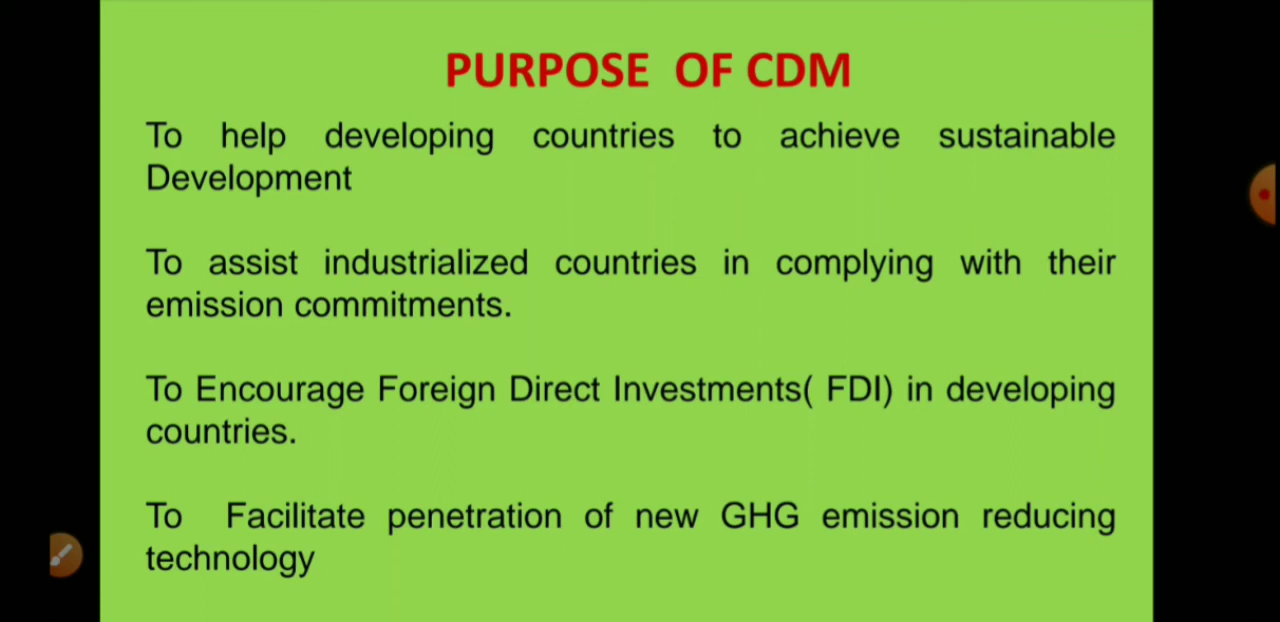 PURPOSE OF CDM
To help developing countries to achieve sustainable
Development
To assist industrialized countries in complying with their
emission commitments.
To Encourage Foreign Direct Investments( FDI) in developing
countries.
To Facilitate penetration of new GHG emission reducing
technology